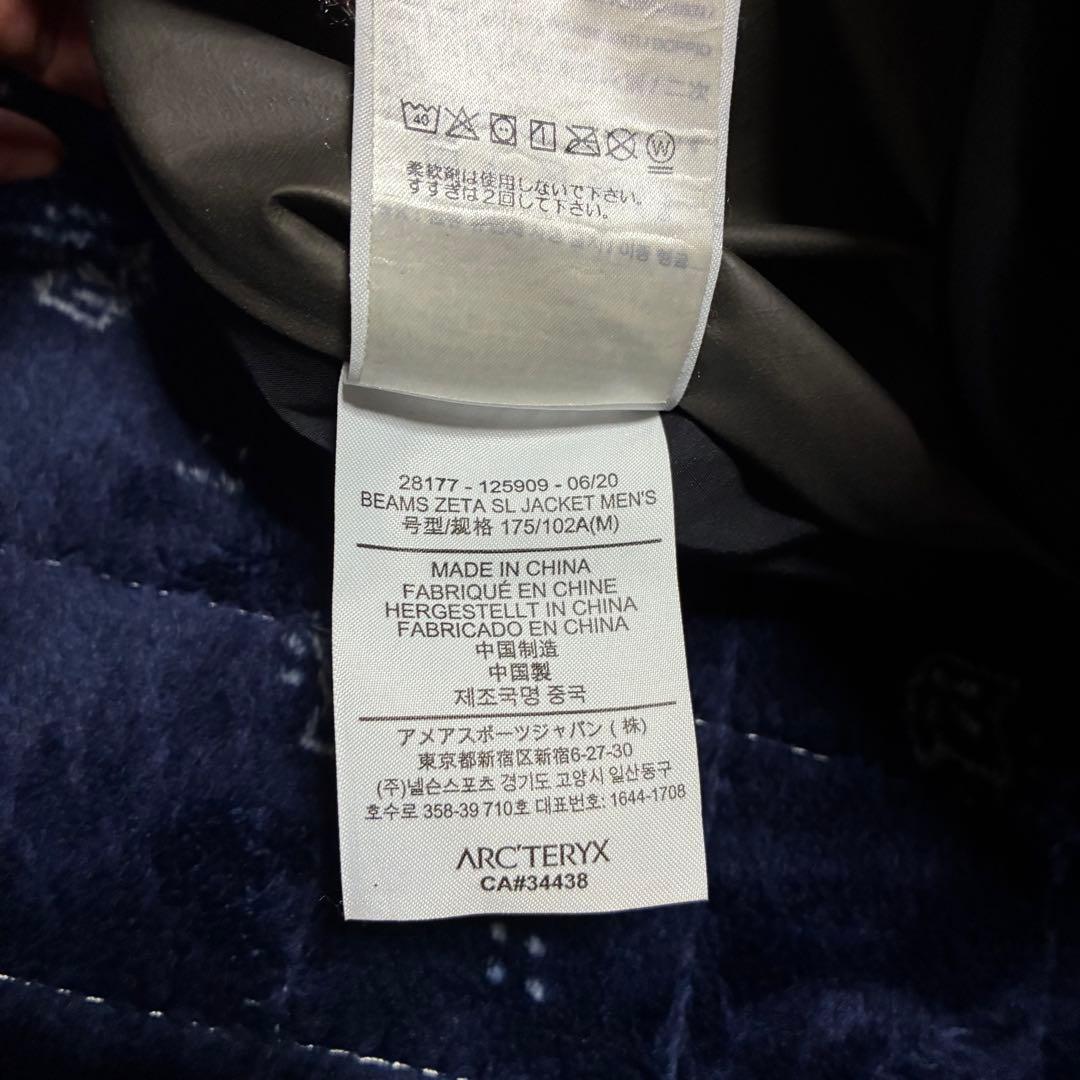 40
W
柔軟剤は使用しないで下さい。
すすぎは2回して下さい。
28177 - 125909 - 06/20
BEAMS ZETA SL JACKET MEN'S
号型/规格 175/102A(M)
MADE IN CHINA
FABRIQUÉ EN CHINE
HERGESTELLT IN CHINA
FABRICADO EN CHINA
中国制造
中国製
제조국명 중국
アメアスポーツジャパン ( 株)
東京都新宿区新宿6-27-30
(주)넬슨스포츠 경기도 고양시 일산동구
호수로 358-39 710호 대표번호: 1644-1708
ARC'TERYX
CA#34438